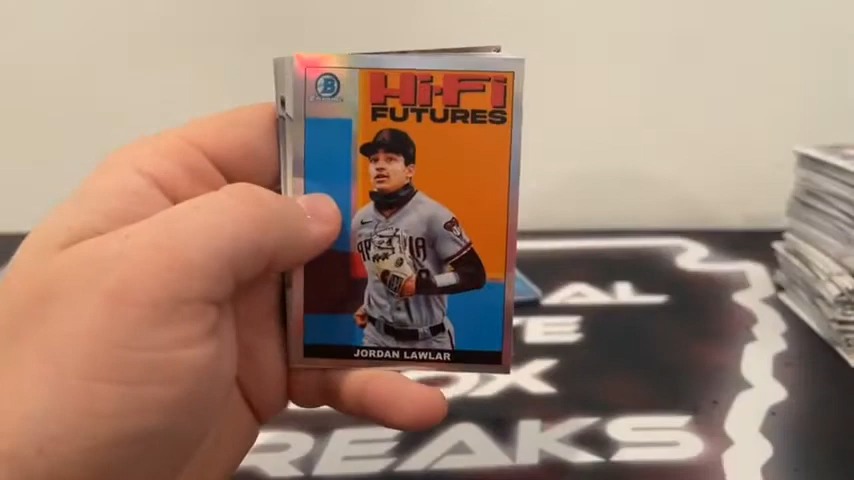 B
HI-FI
FUTURES
JORDAN LAWLAR
AL
TE
OX
REAKS